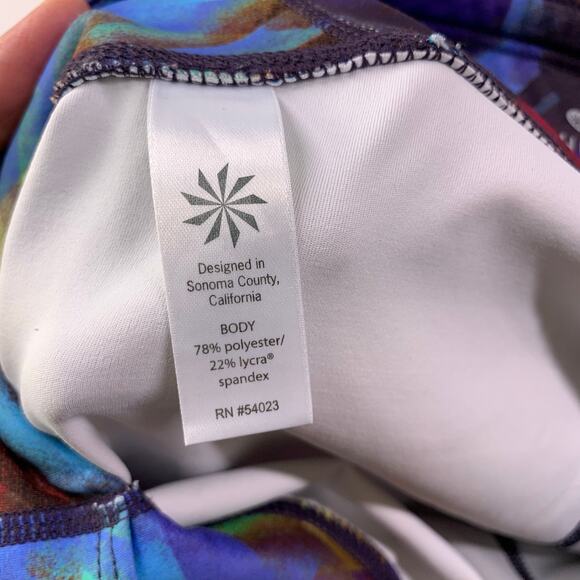 Designed in
Sonoma County,
California
BODY
78% polyester/
22% lycra®
spandex
RN #54023